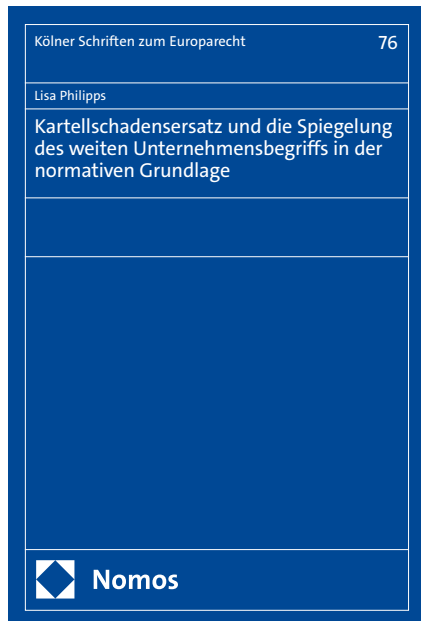 Kölner Schriften zum Europarecht 76
Lisa Philipps
Kartellschadensersatz und die Spiegelung
des weiten Unternehmensbegriffs in der
normativen Grundlage
Nomos